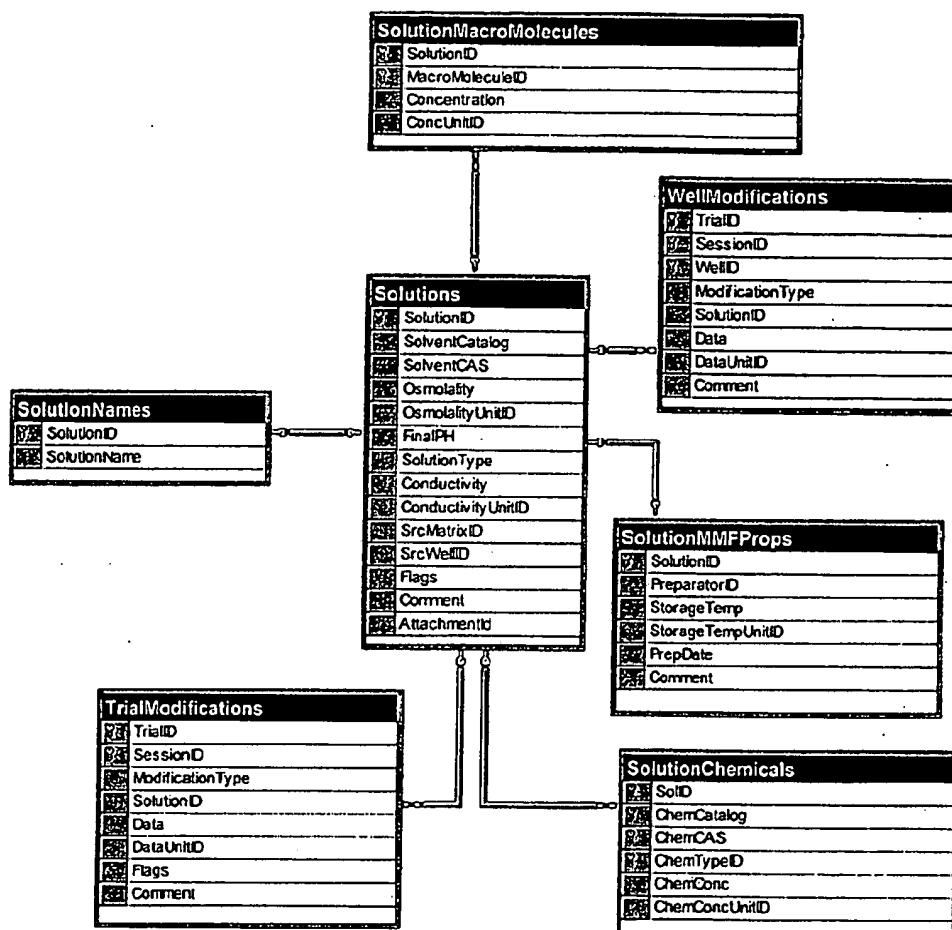 SolutionMacroMolecules
SolutionID
MacroMoleculeID
Concentration
ConcUnitID
WellModifications
TrialID
SessionID
WellID
ModificationType
SolutionID
Data
DataUnitID
Comment
Solutions
SolutionID
SolventCatalog
SolventCAS
Osmolality
OsmolalityUnitID
FinalPH
SolutionType
Conductivity
ConductivityUnitID
SrcMatrixID
SrcWellID
Flags
Comment
AttachmentId
SolutionNames
SolutionID
SolutionName
SolutionMMFProps
SolutionID
PreparatorID
StorageTemp
StorageTempUnitID
PrepDate
Comment
TrialModifications
TrialID
SessionID
ModificationType
SolutionID
Data
DataUnitID
Flags
Comment
SolutionChemicals
SolID
ChemCatalog
ChemCAS
ChemTypeID
ChemConc
ChemConcUnitID